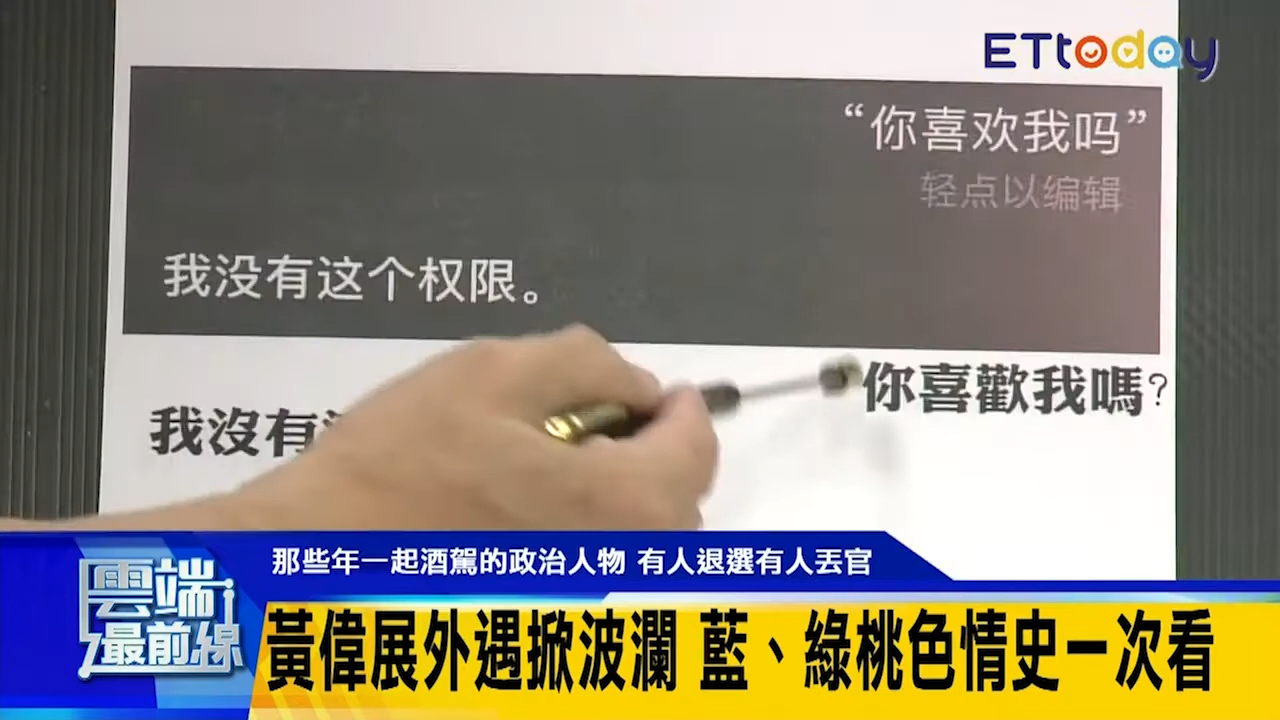 ETtoday
“你喜欢我吗”
轻点以编辑
我没有这个权限。
你喜歡我嗎?
我沒有
那些年一起酒駕的政治人物 有人退選有人丟官
雲端最前線
黃偉展外遇掀波瀾 藍、綠桃色情史一次看